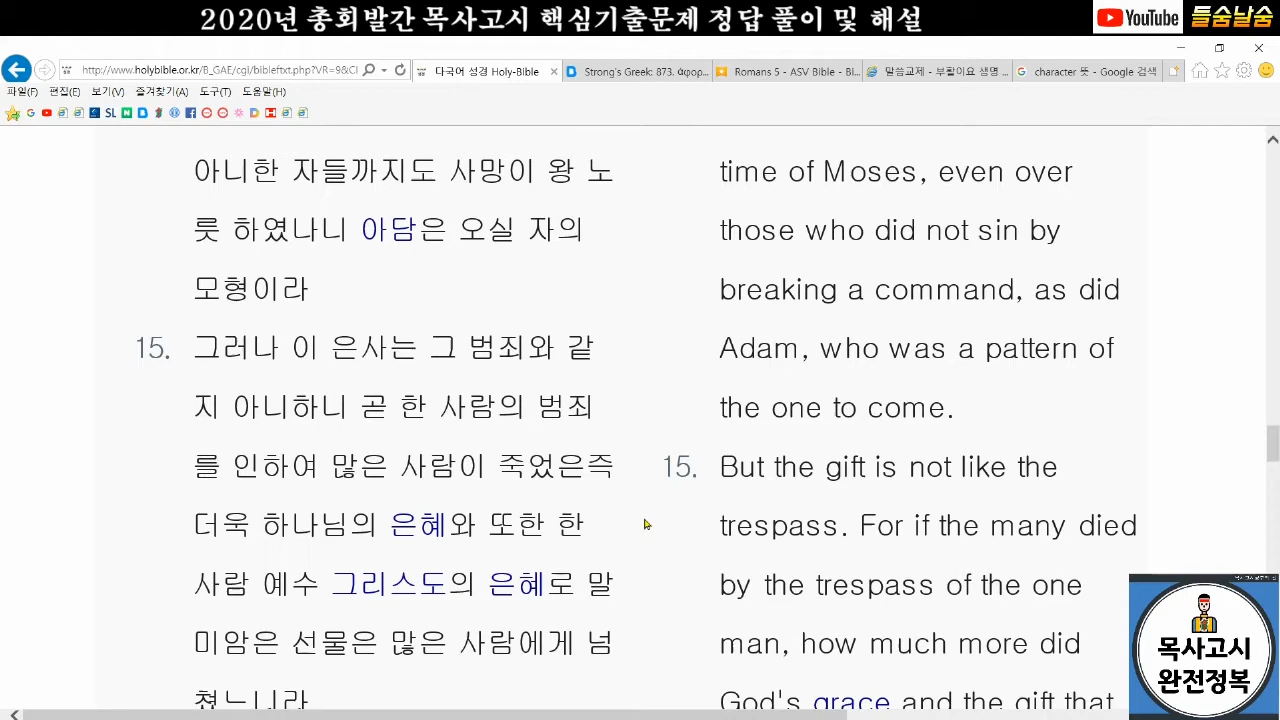 2020년 총회발간 목사고시 핵심기출문제 정답 풀이 및 해설
YouTube
들숨날숨
http://www.holybible.or.kr/B_GAE/cgi/bibleftxt.php?VR=9&CI
다국어 성경 Holy-Bible
Strong's Greek: 873. ἀφορ...
Romans 5 - ASV Bible - Bl...
말씀교제 - 부활이요 생명 ...
character 뜻 - Google 검색
파일(F) 편집(E) 보기(V) 즐겨찾기(A) 도구(T) 도움말(H)
아니한 자들까지도 사망이 왕 노
릇 하였나니 아담은 오실 자의
모형이라
15. 그러나 이 은사는 그 범죄와 같
지 아니하니 곧 한 사람의 범죄
를 인하여 많은 사람이 죽었은즉
더욱 하나님의 은혜와 또한 한
사람 예수 그리스도의 은혜로 말
미암은 선물은 많은 사람에게 넘
쳤느니라
time of Moses, even over
those who did not sin by
breaking a command, as did
Adam, who was a pattern of
the one to come.
15. But the gift is not like the
trespass. For if the many died
by the trespass of the one
man, how much more did
God's grace and the gift that
목사고시
완전정복